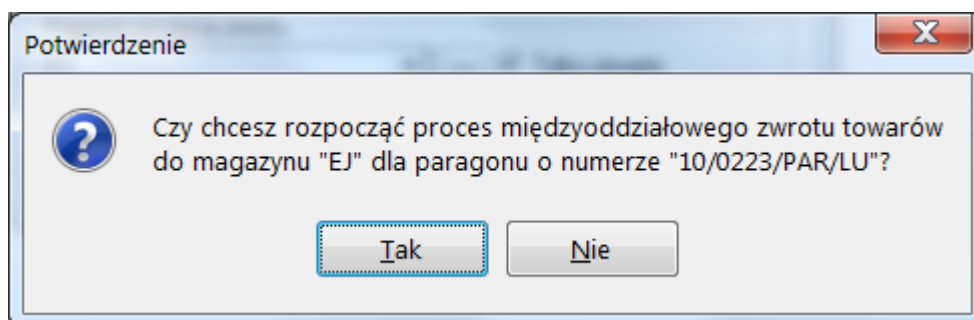 Potwierdzenie
Czy chcesz rozpocząć proces międzyoddziałowego zwrotu towarów
do magazynu "EJ" dla paragonu o numerze "10/0223/PAR/LU"?
Tak
Nie